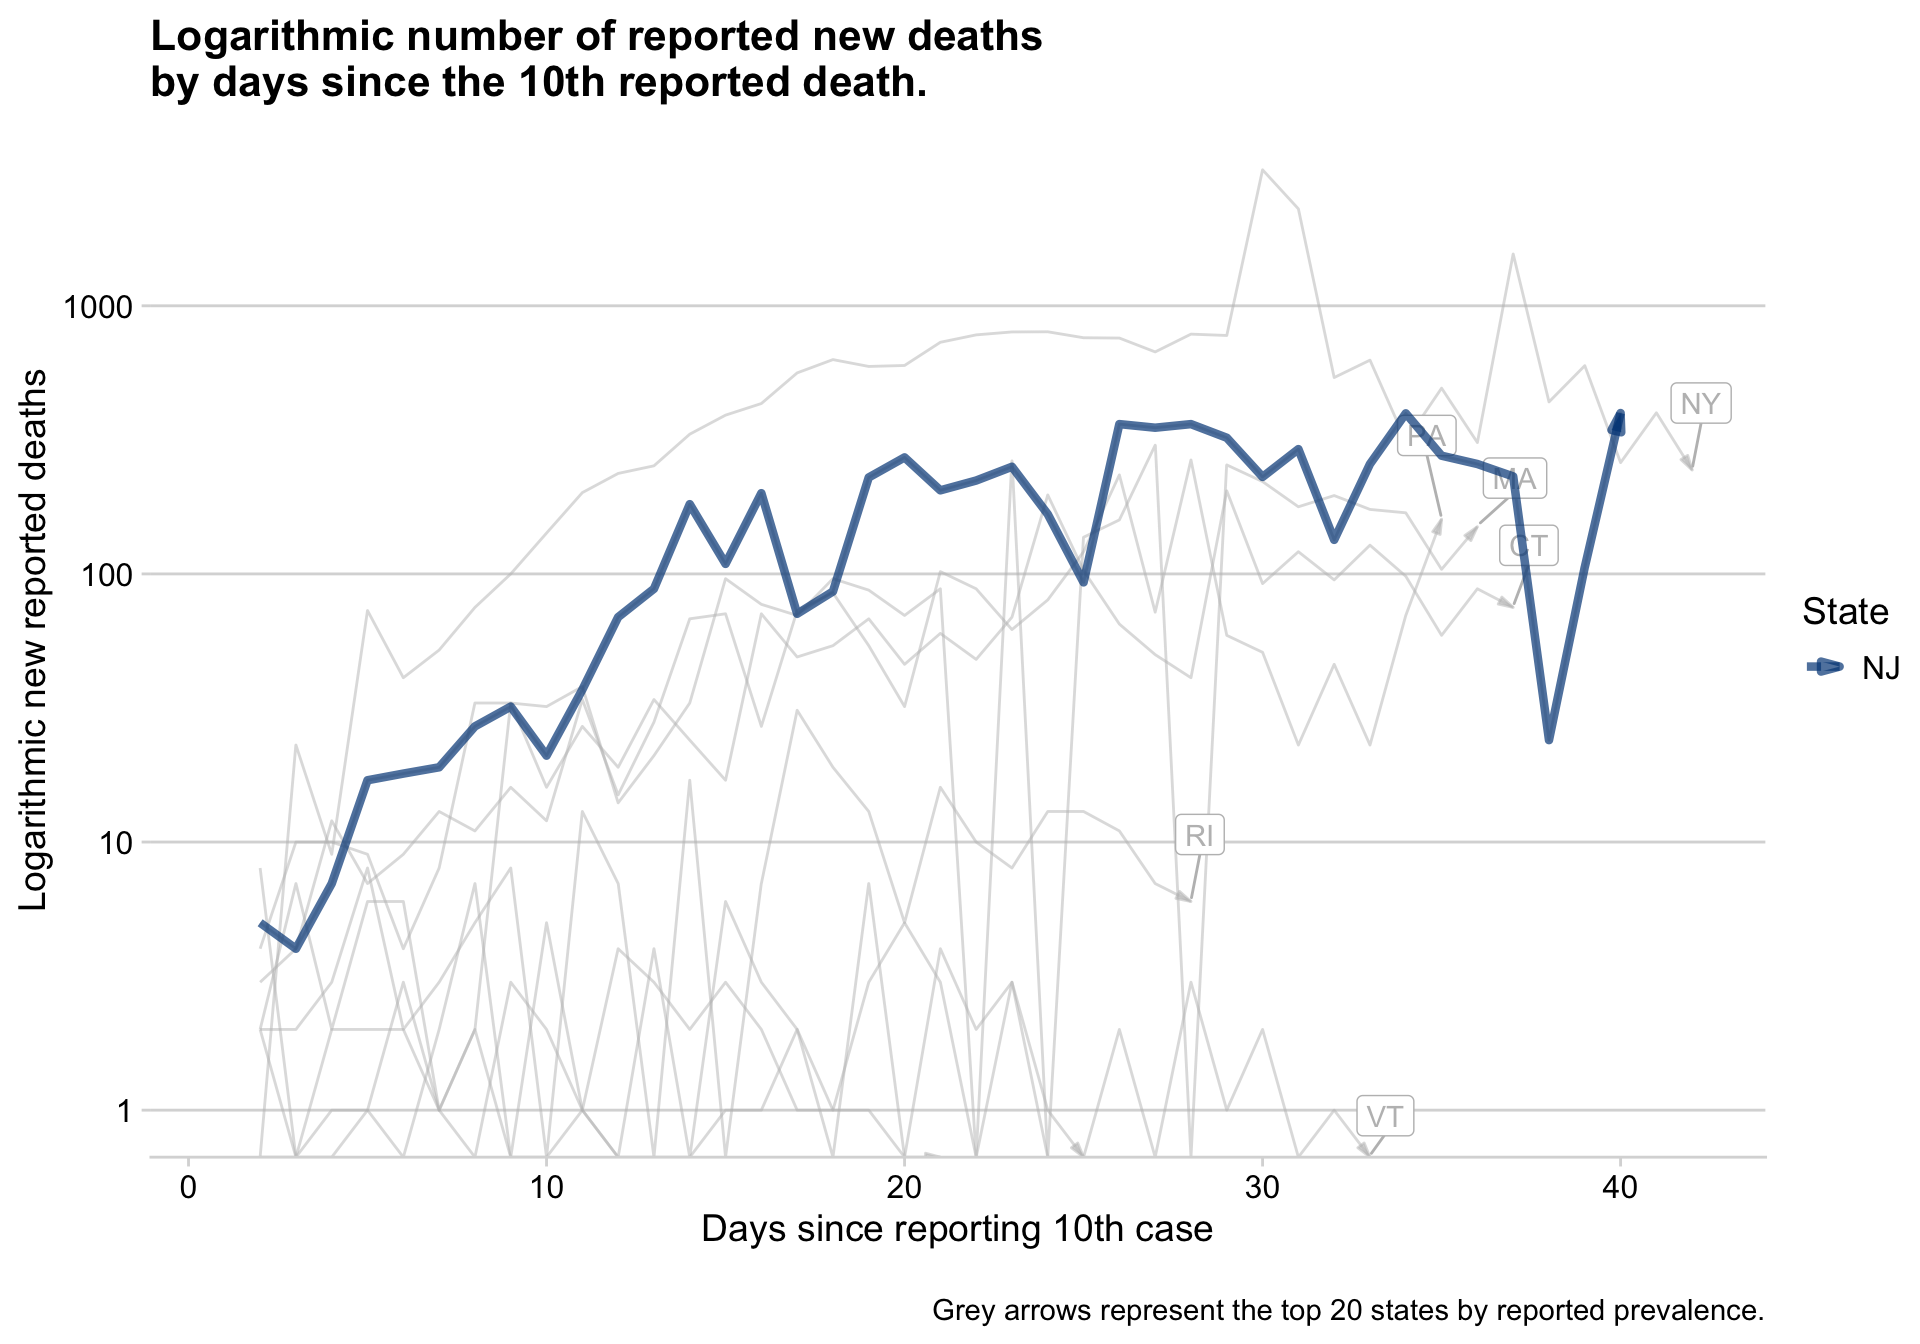 Logarithmic number of reported new deaths
by days since the 10th reported death.
Logarithmic new reported deaths
1000
100
10
1
NY
PA
MA
CT
RI
VT
State
NJ
0 10 20 30 40
Days since reporting 10th case
Grey arrows represent the top 20 states by reported prevalence.